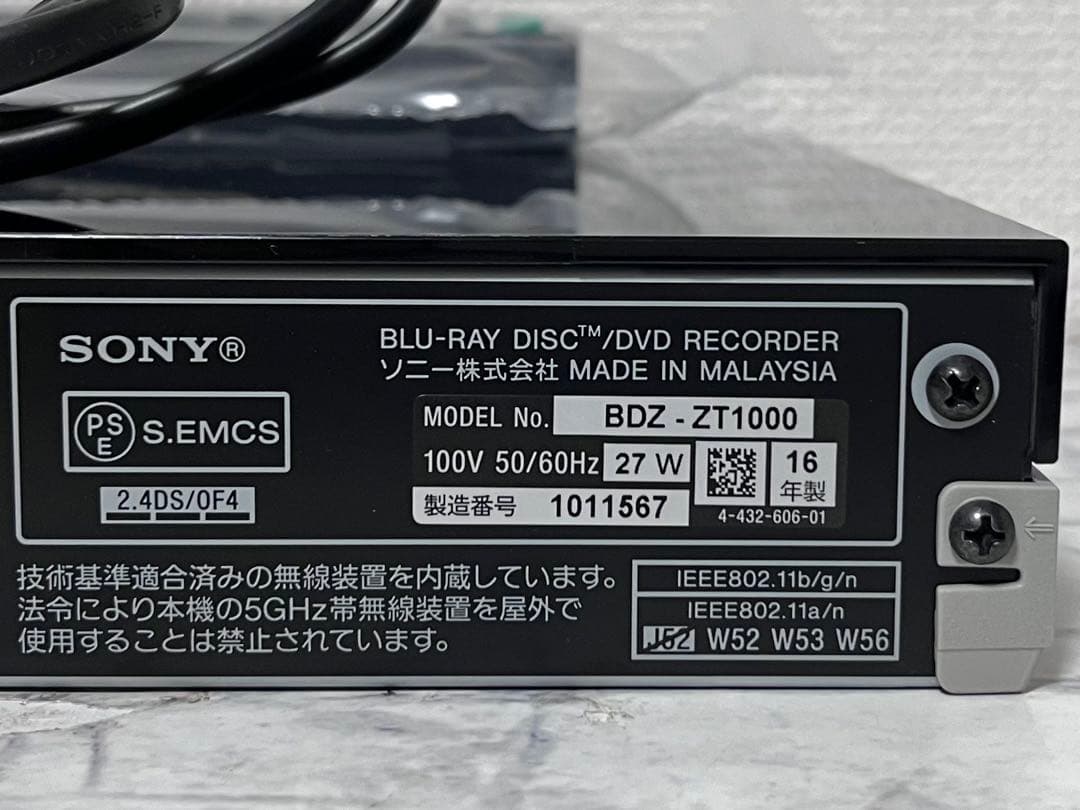 SONY®
BLU-RAY DISC™/DVD RECORDER
ソニー株式会社 MADE IN MALAYSIA
PS
E
S.EMCS
MODEL No. BDZ - ZT1000
100V 50/60Hz 27 W
16
年製
2.4DS/OF4
製造番号 1011567
4-432-606-01
技術基準適合済みの無線装置を内蔵しています。
法令により本機の5GHz帯無線装置を屋外で
使用することは禁止されています。
IEEE802.11b/g/n
IEEE802.11a/n
J52 W52 W53 W56